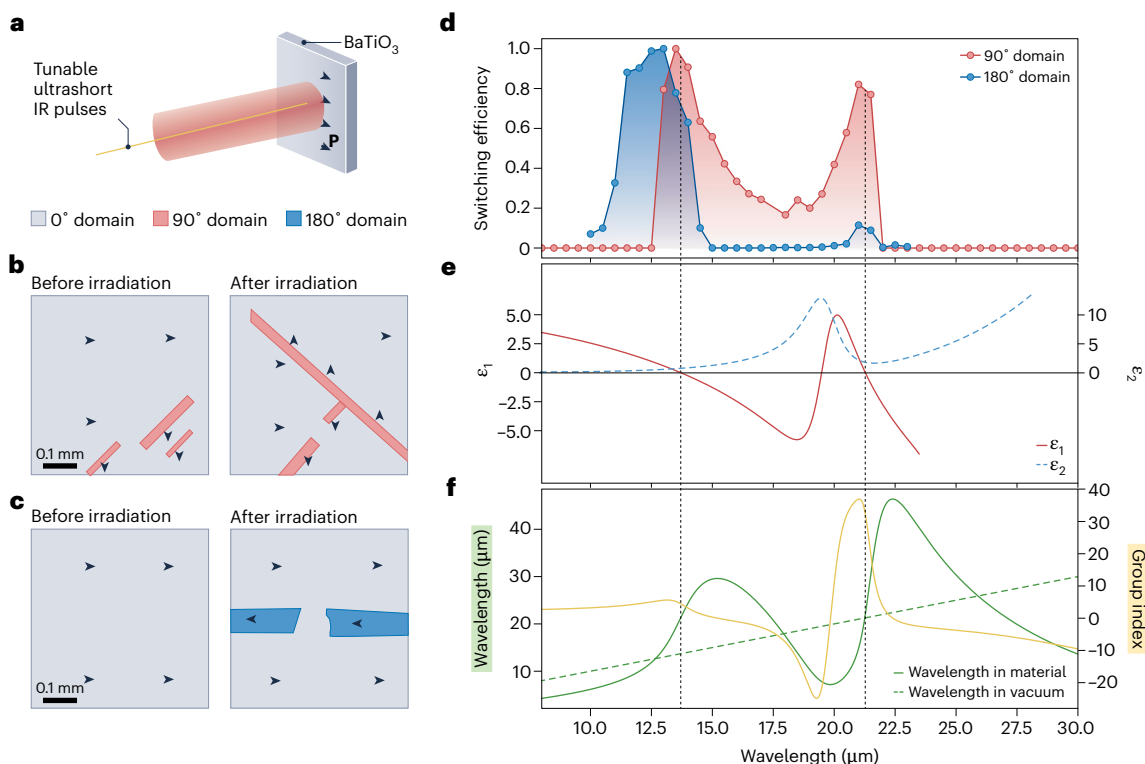 a
BaTiO3
Tunable
ultrashort
IR pulses
P
0° domain
90° domain
180° domain
b
Before irradiation
After irradiation
0.1 mm
c
Before irradiation
After irradiation
0.1 mm
d
Switching efficiency
1.0
0.8
0.6
0.4
0.2
0
90° domain
180° domain
e
ε1
5.0
2.5
0
−2.5
−5.0
10
5
0
ε2
ε1
ε2
f
Wavelength (μm)
40
30
20
10
40
30
20
10
0
−10
−20
Group index
Wavelength in material
Wavelength in vacuum
10.0 12.5 15.0 17.5 20.0 22.5 25.0 27.5 30.0
Wavelength (μm)